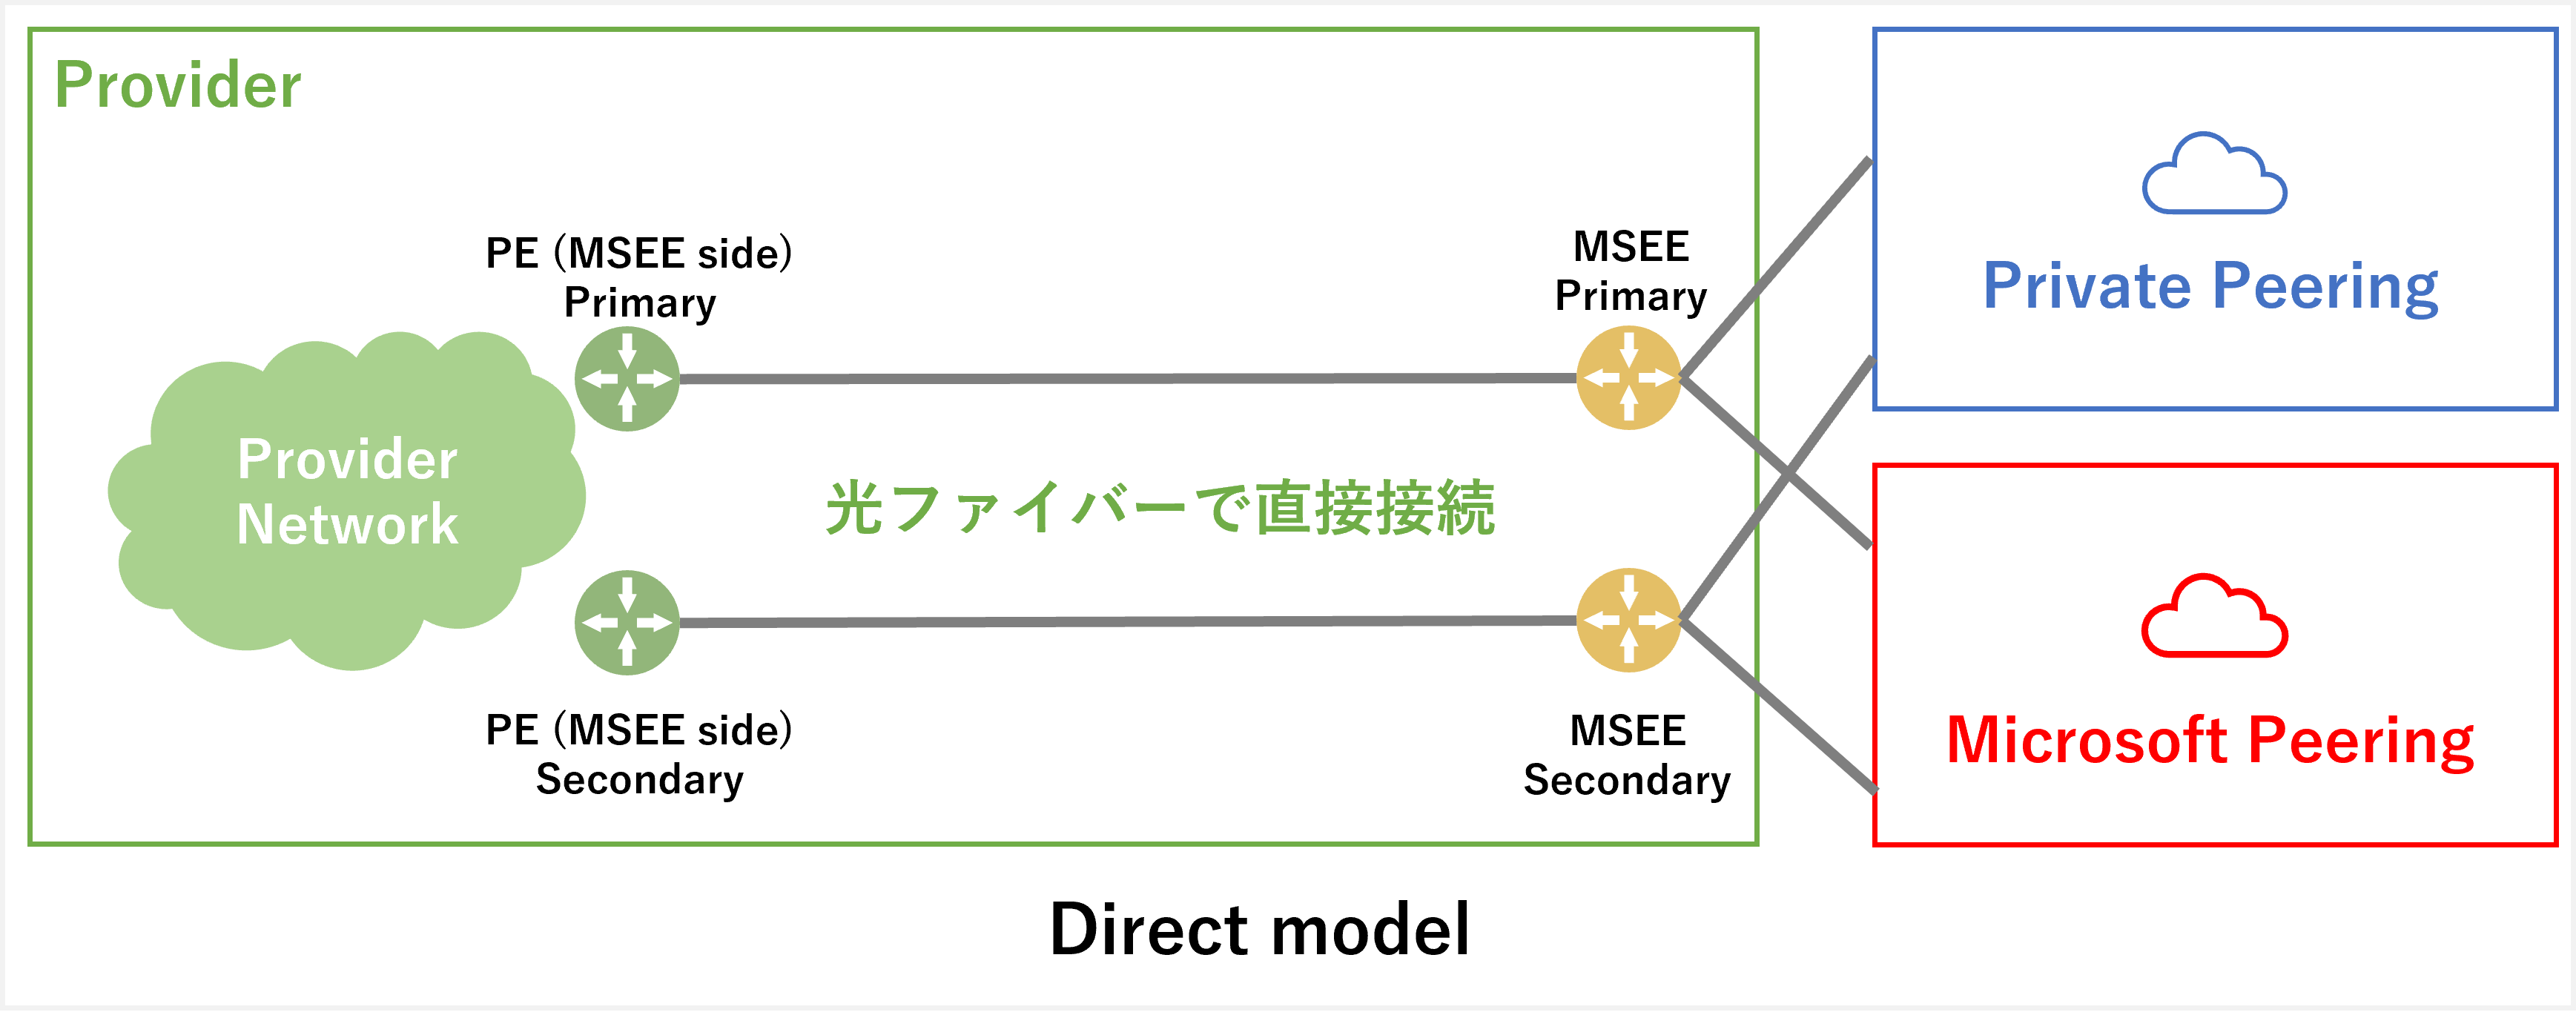 Provider
PE (MSEE side)
Primary
MSEE
Primary
Private Peering
Provider
Network
光ファイバーで直接接続
PE (MSEE side)
Secondary
MSEE
Secondary
Microsoft Peering
Direct model